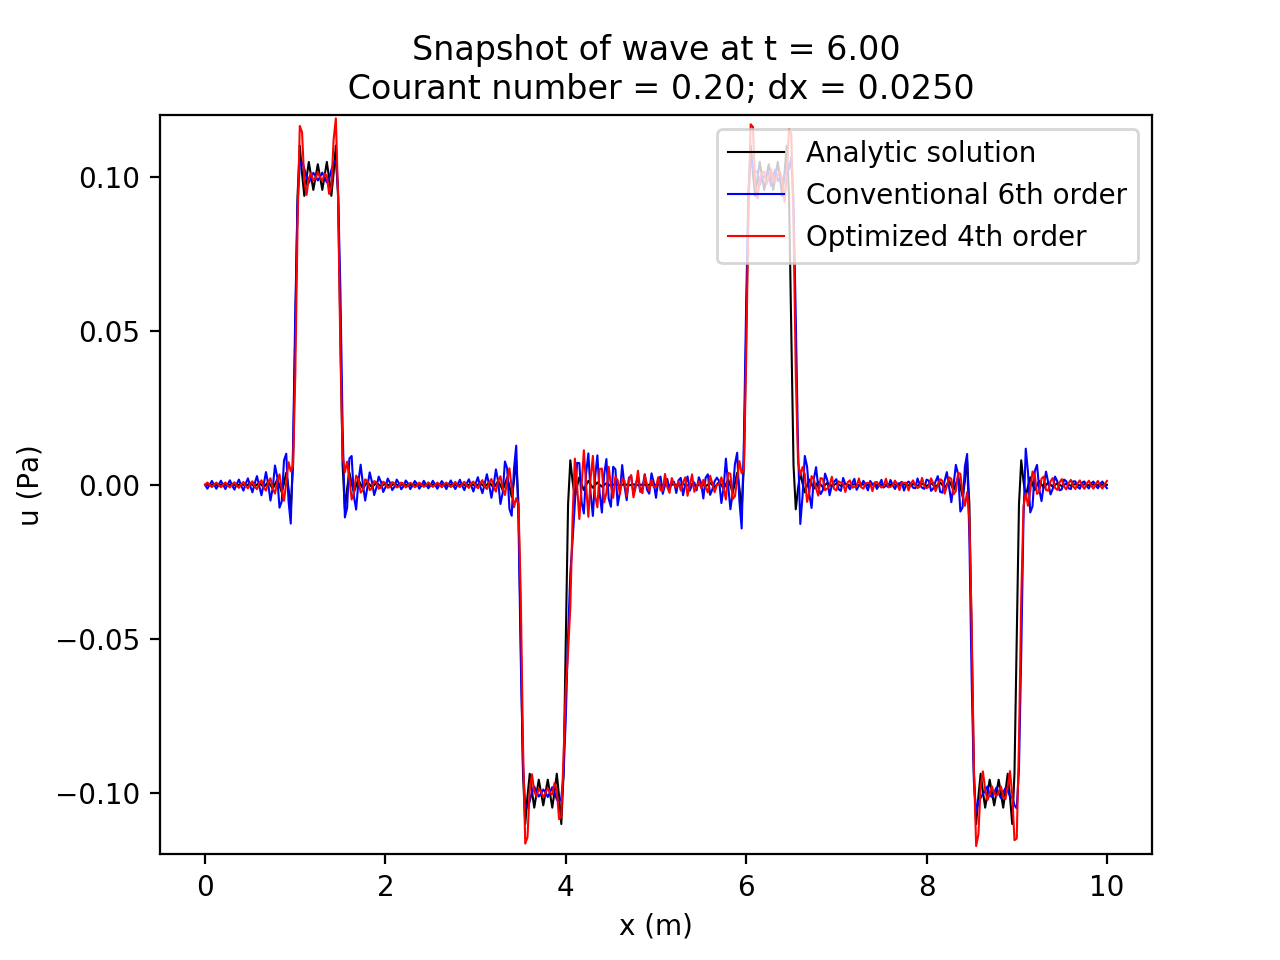 Snapshot of wave at t = 6.00
Courant number = 0.20; dx = 0.0250
Analytic solution
Conventional 6th order
Optimized 4th order
0.10
0.05
0.00
−0.05
−0.10
u (Pa)
0 2 4 6 8 10
x (m)